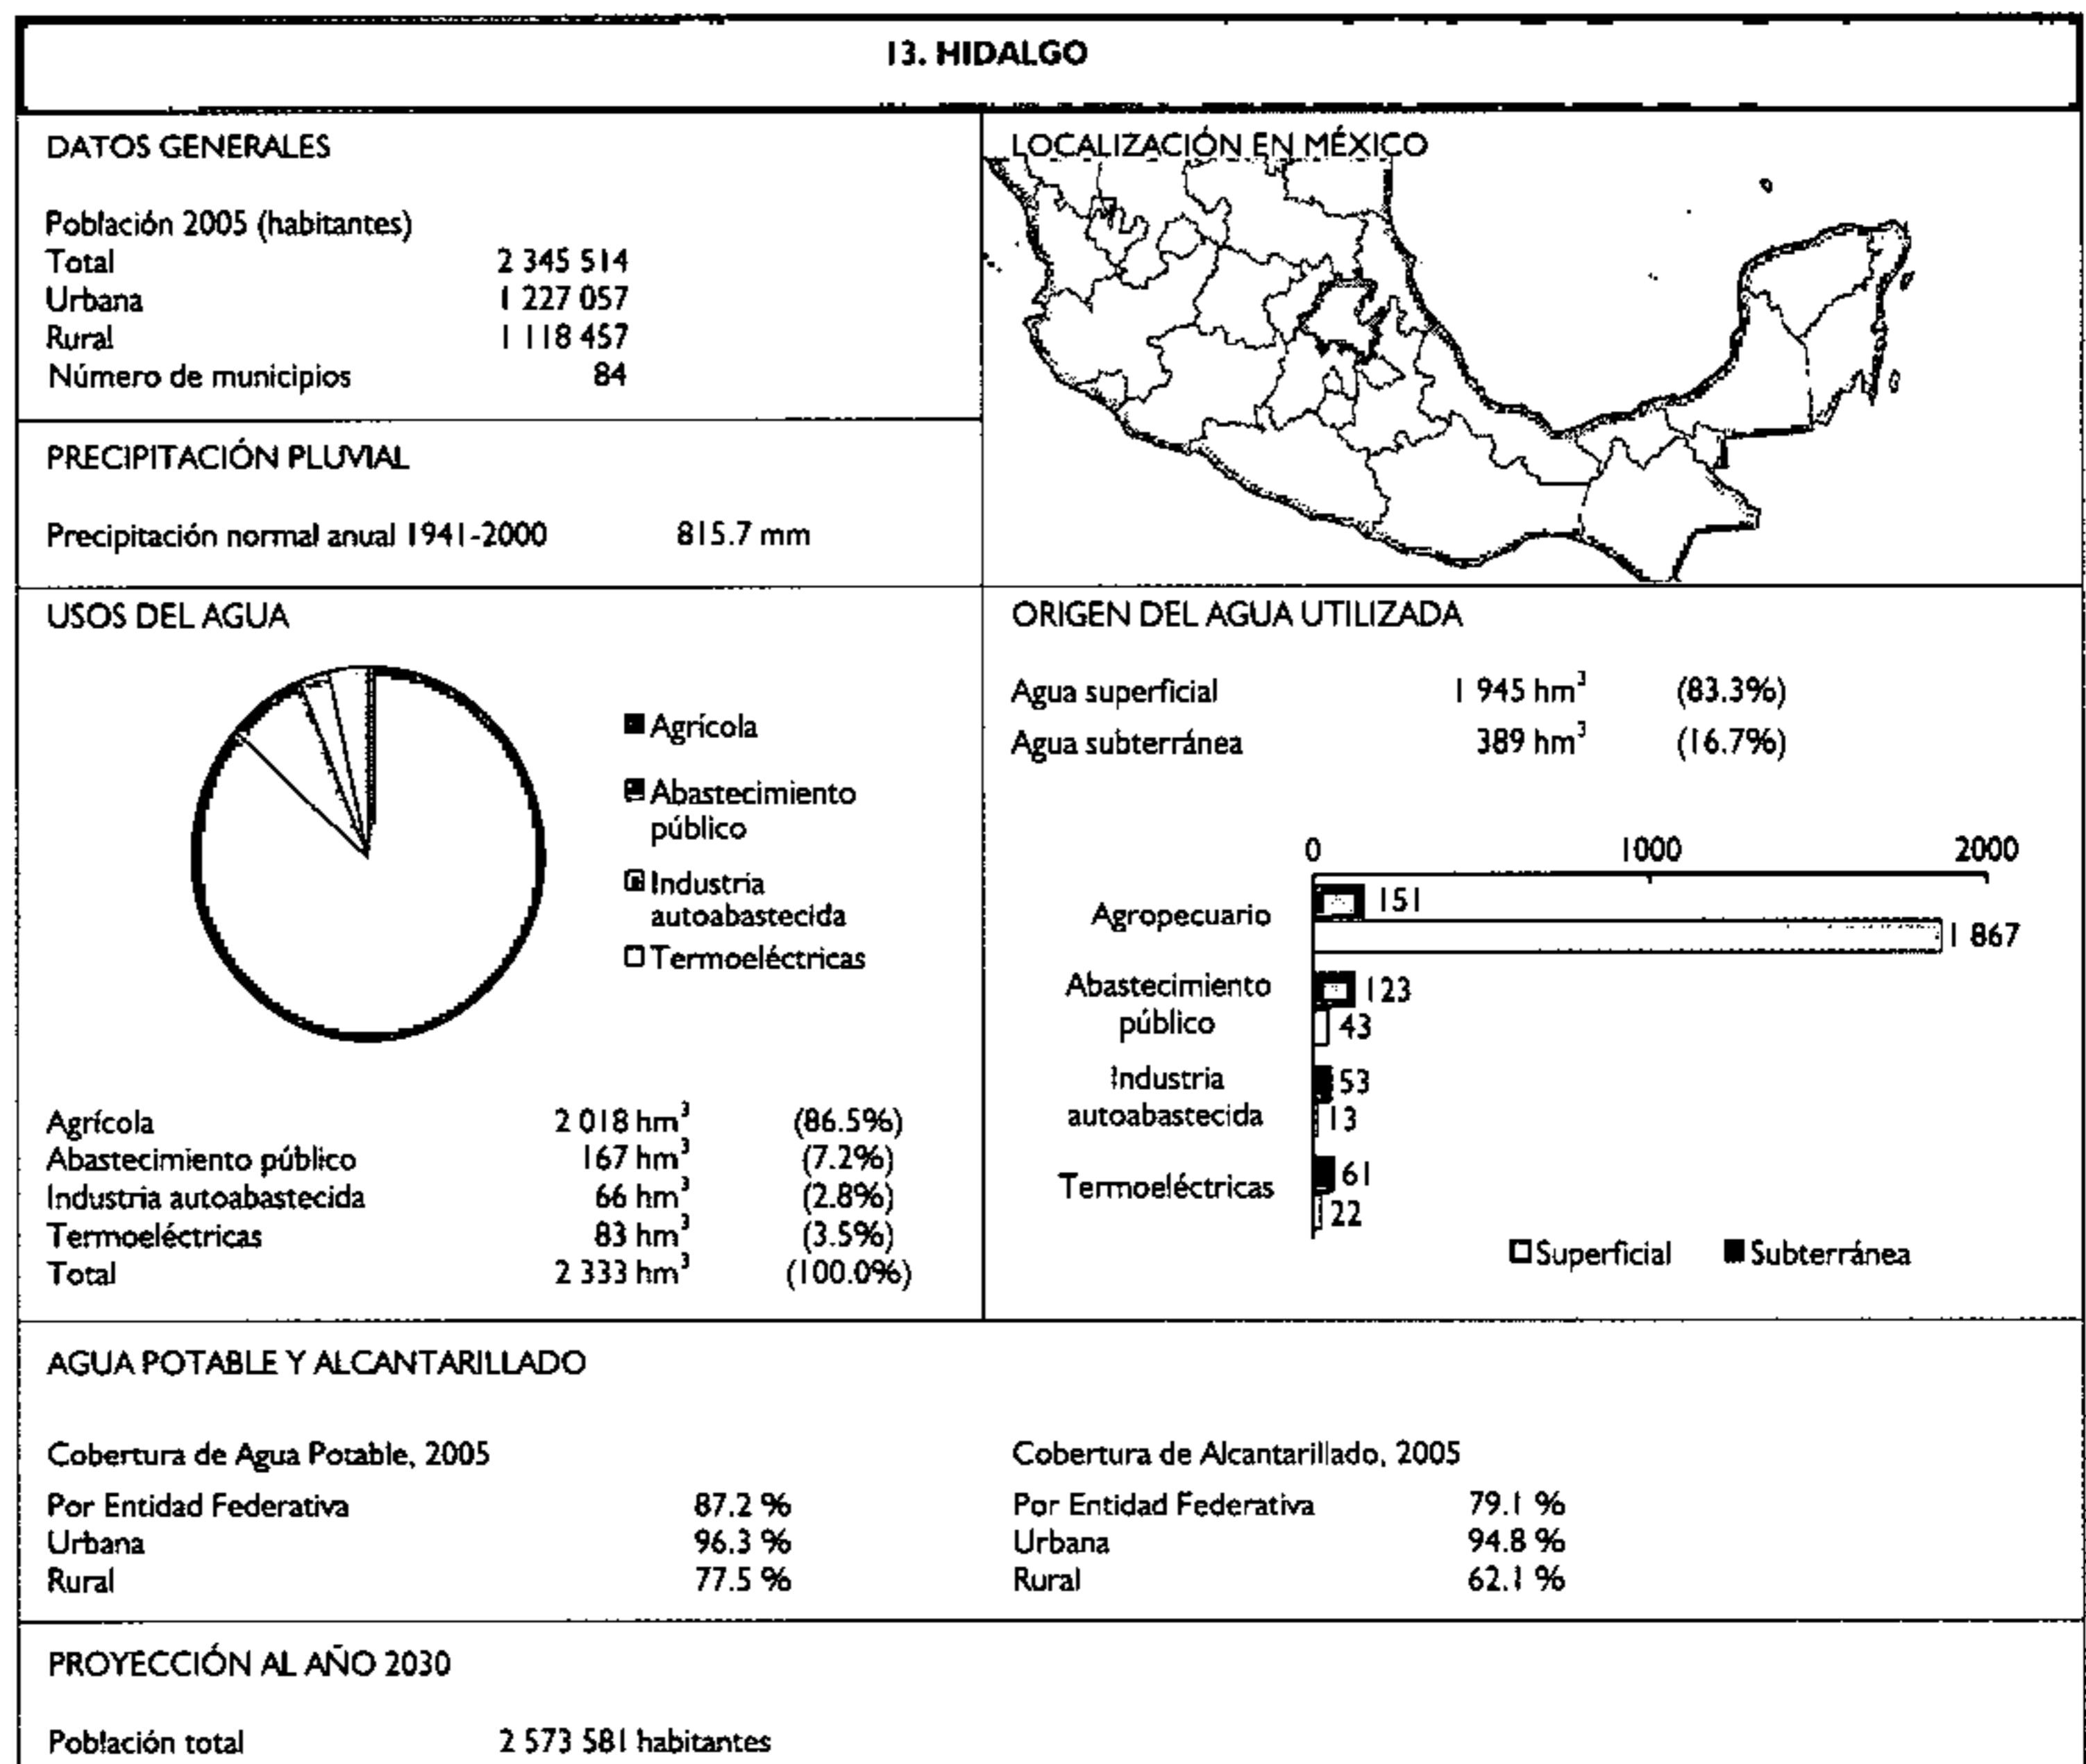 13. HIDALGO
DATOS GENERALES
Población 2005 (habitantes)
Total 2 345 514
Urbana 1 227 057
Rural 1 118 457
Número de municipios 84
LOCALIZACIÓN EN MÉXICO
PRECIPITACIÓN PLUVIAL
Precipitación normal anual 1941-2000 815.7 mm
USOS DEL AGUA
Agrícola
Abastecimiento
público
Industria
autoabastecida
Termoeléctricas
Agrícola 2 018 hm³ (86.5%)
Abastecimiento público 167 hm³ (7.2%)
Industria autoabastecida 66 hm³ (2.8%)
Termoeléctricas 83 hm³ (3.5%)
Total 2 333 hm³ (100.0%)
ORIGEN DEL AGUA UTILIZADA
Agua superficial 1 945 hm³ (83.3%)
Agua subterránea 389 hm³ (16.7%)
0 1000 2000
Agropecuario 151
1 867
Abastecimiento 123
público 43
Industria 53
autoabastecida 13
Termoeléctricas 61
22
Superficial Subterránea
AGUA POTABLE Y ALCANTARILLADO
Cobertura de Agua Potable, 2005
Por Entidad Federativa 87.2 %
Urbana 96.3 %
Rural 77.5 %
Cobertura de Alcantarillado, 2005
Por Entidad Federativa 79.1 %
Urbana 94.8 %
Rural 62.1 %
PROYECCIÓN AL AÑO 2030
Población total 2 573 581 habitantes